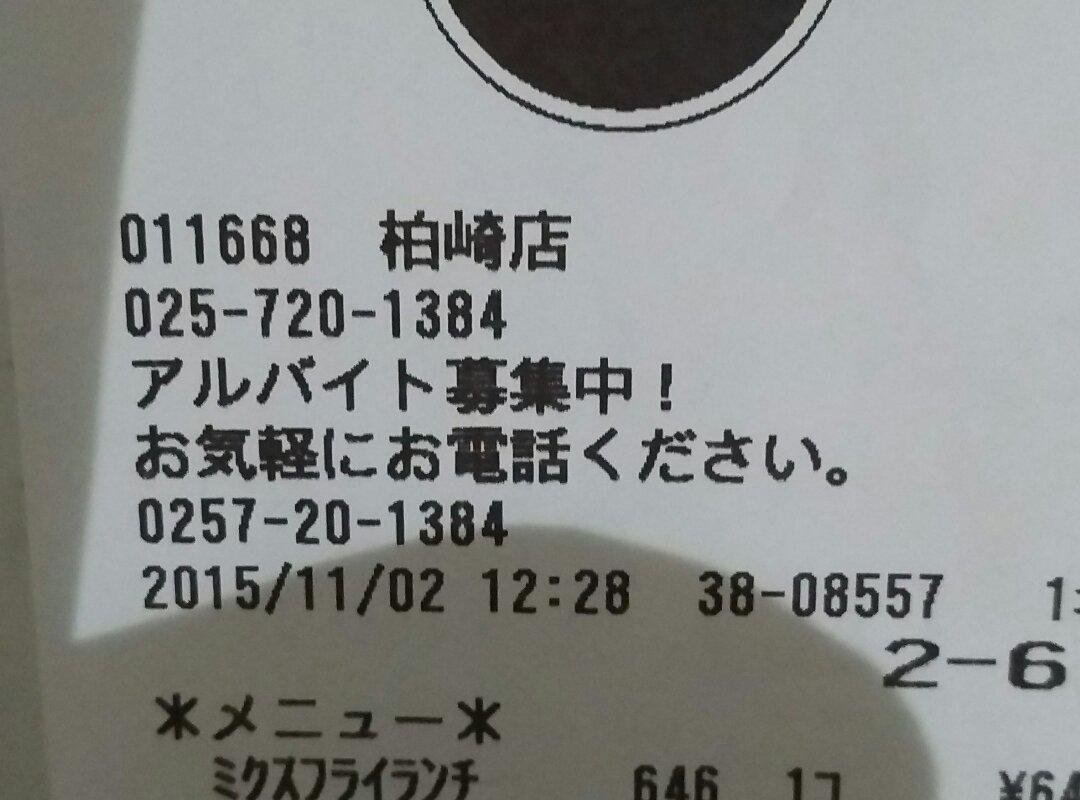 011668 柏崎店
025-720-1384
アルバイト募集中！
お気軽にお電話ください。
0257-20-1384
2015/11/02 12:28 38-08557
2-6
＊メニュー＊
ミクスフライランチ 646 1コ